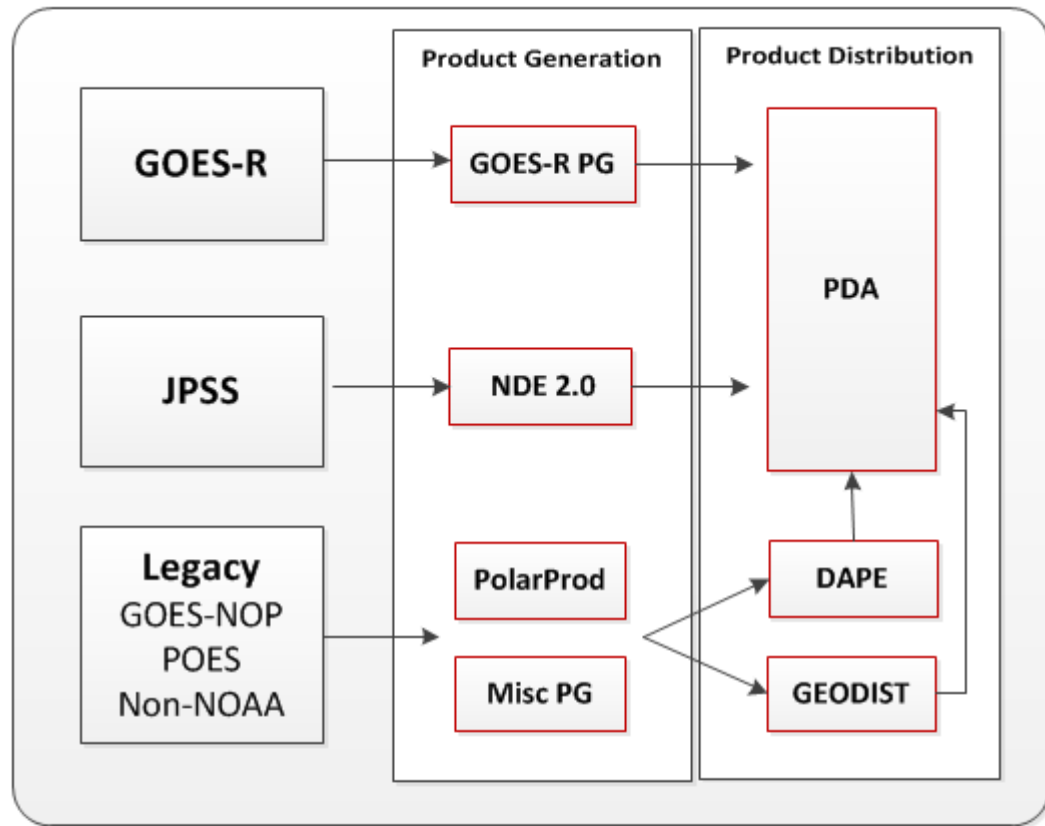 Product Generation
Product Distribution
GOES-R
GOES-R PG
PDA
JPSS
NDE 2.0
Legacy
GOES-NOP
POES
Non-NOAA
PolarProd
Misc PG
DAPE
GEODIST